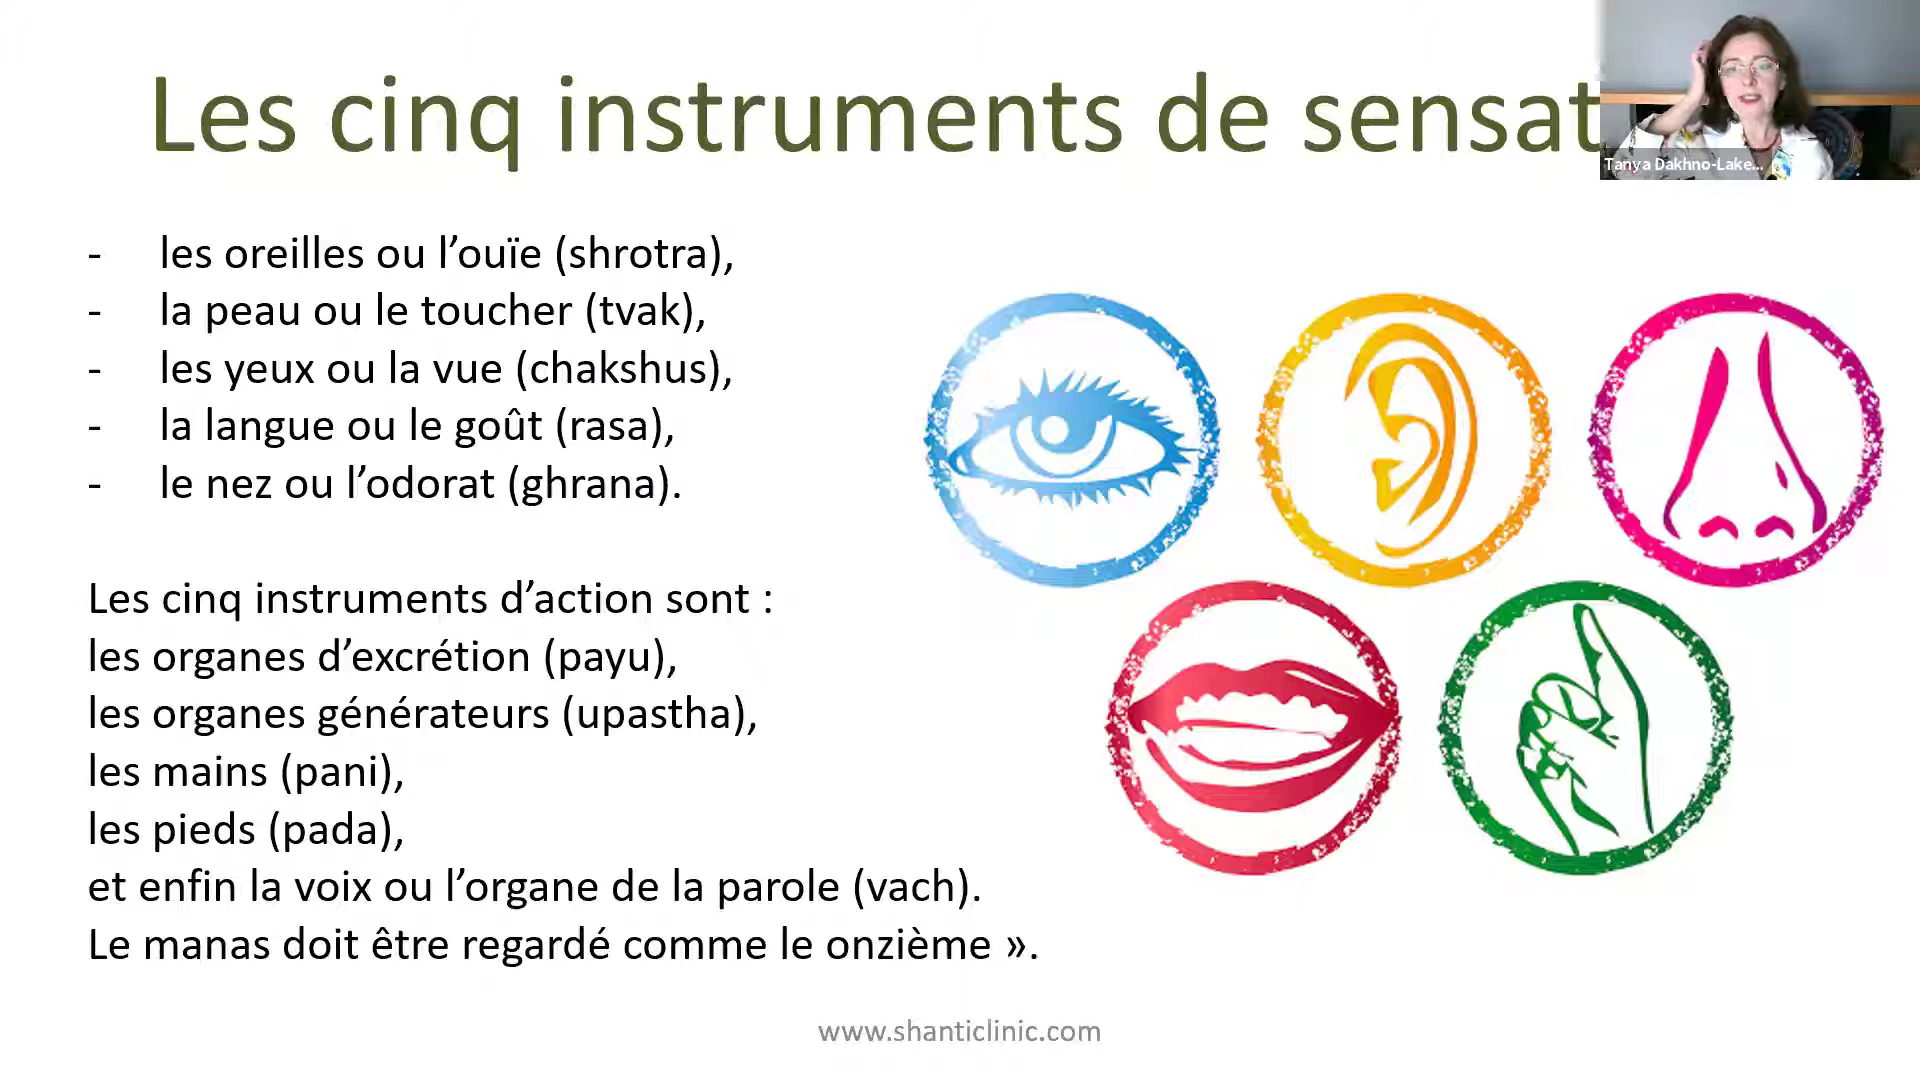 Les cinq instruments de sensat
Tanya Dakhno-Lake...
- les oreilles ou l’ouïe (shrotra),
- la peau ou le toucher (tvak),
- les yeux ou la vue (chakshus),
- la langue ou le goût (rasa),
- le nez ou l’odorat (ghrana).
Les cinq instruments d’action sont :
les organes d’excrétion (payu),
les organes générateurs (upastha),
les mains (pani),
les pieds (pada),
et enfin la voix ou l’organe de la parole (vach).
Le manas doit être regardé comme le onzième ».
www.shanticlinic.com